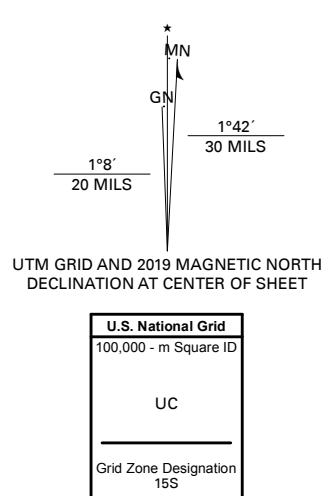 MN
GN
1°42´
30 MILS
1°8´
20 MILS
UTM GRID AND 2019 MAGNETIC NORTH
DECLINATION AT CENTER OF SHEET
U.S. National Grid
100,000 - m Square ID
UC
Grid Zone Designation
15S